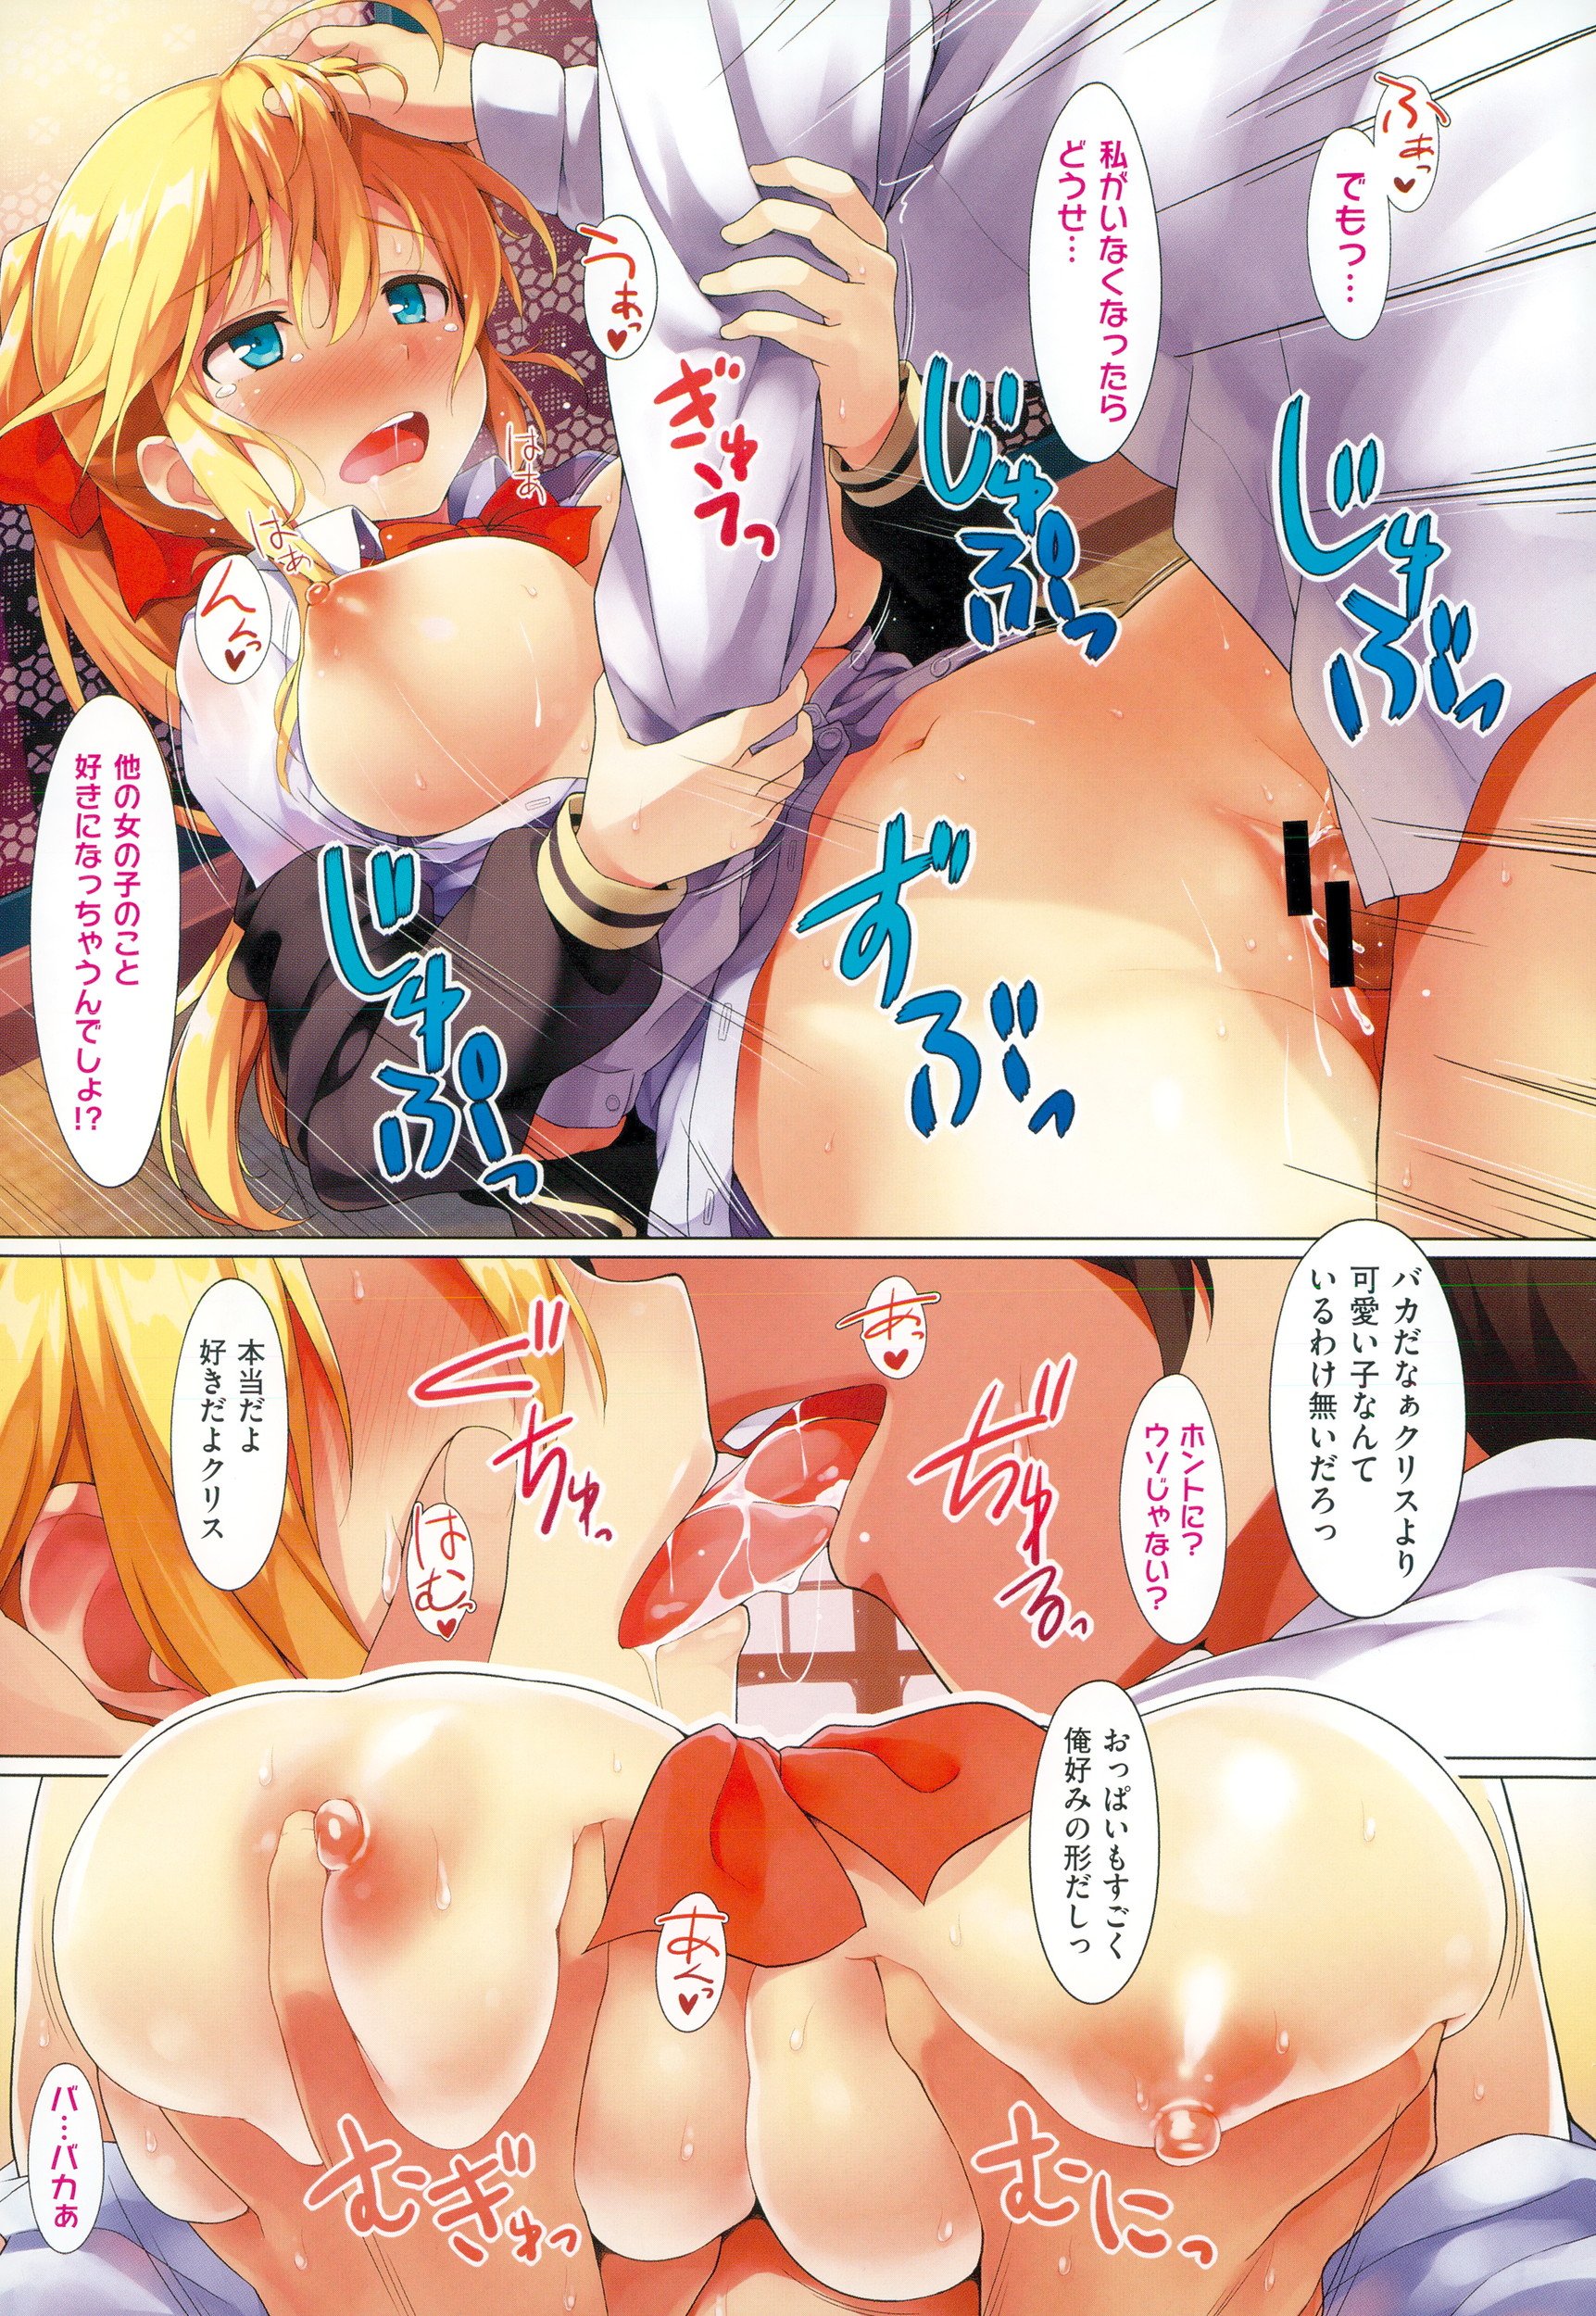 ふぁっ♥
でもっ…
私がいなくなったら
どうせ…
うぁっ♥
ぎゅうっ
じゅぶっ
じゅぷっ
はぁ
はぁ
んくっ♥
ずぶっ
じゅぷっ
他の女の子のこと
好きになっちゃうんでしょ!?
バカだなぁクリスより
可愛い子なんて
いるわけ無いだろっ
ホントに?
ウソじゃない?
あっ♥
じゅるっ
ぐちゅっ
はむっ♥
本当だよ
好きだよクリス
おっぱいもすごく
俺好みの形だしっ
あくっ♥
むにっ
むぎゅっ
バ…バカぁ